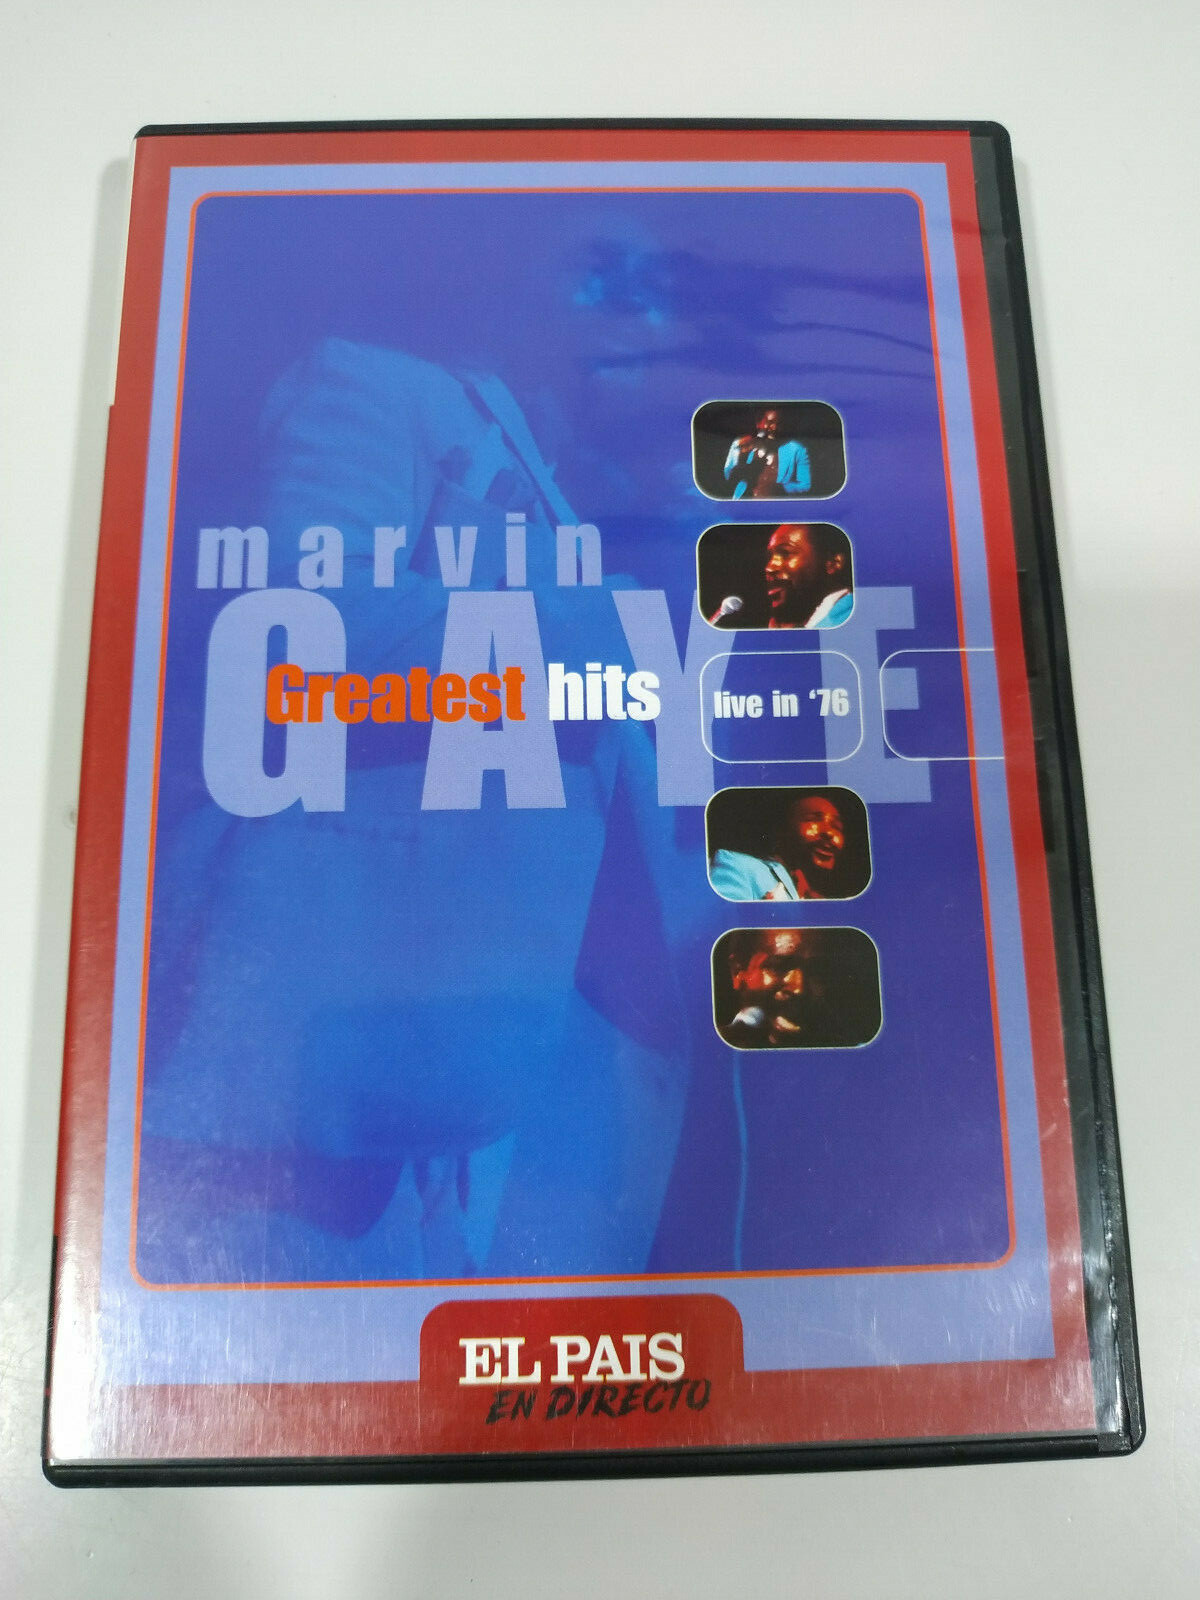 marvin
GAYE
Greatest hits
live in '76
EL PAIS
EN DIRECTO